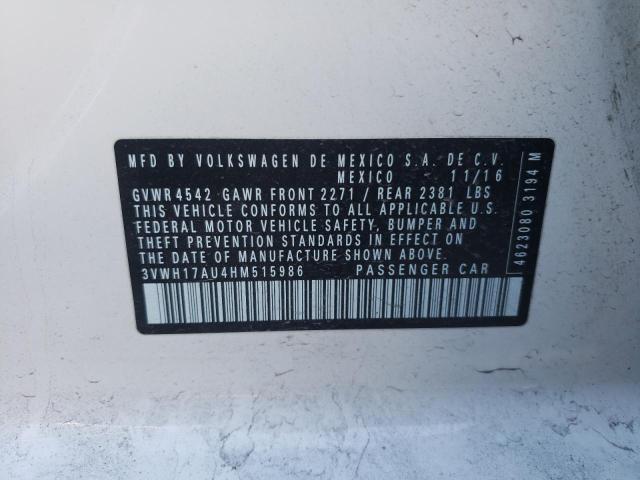 MFD BY VOLKSWAGEN DE MEXICO S.A. DE C.V.
MEXICO 11/16
GVWR 4542 GAWR FRONT 2271 / REAR 2381 LBS
THIS VEHICLE CONFORMS TO ALL APPLICABLE U.S.
FEDERAL MOTOR VEHICLE SAFETY, BUMPER AND
THEFT PREVENTION STANDARDS IN EFFECT ON
THE DATE OF MANUFACTURE SHOWN ABOVE.
3VWH17AU4HM515986 PASSENGER CAR
4623080 3194 M